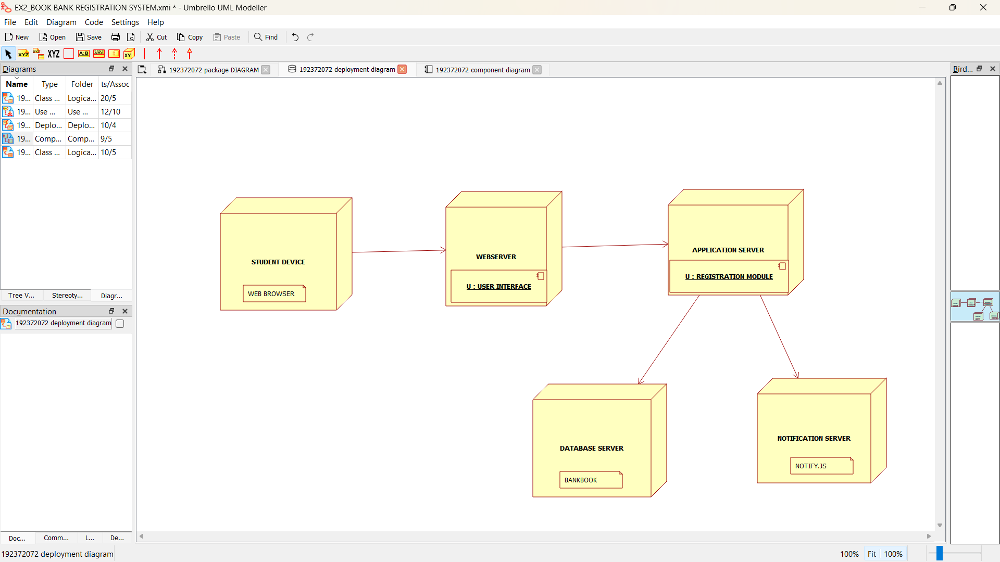 EX2_BOOK BANK REGISTRATION SYSTEM.xmi * - Umbrello UML Modeller
File Edit Diagram Code Settings Help
New Open Save Cut Copy Paste Find
XYZ XYZ XYZ A:B ABC XY
Diagrams
192372072 package DIAGRAM
192372072 deployment diagram
192372072 component diagram
Bird...
Name Type Folder ts/Assoc
19... Class ... Logica... 20/5
19... Use ... Use ... 12/10
19... Deplo... Deplo... 10/4
19... Comp... Comp... 9/5
19... Class ... Logica... 10/5
Tree V... Stereoty... Diagr...
Documentation
192372072 deployment diagram
Doc... Comm... L... De...
STUDENT DEVICE
WEB BROWSER
WEBSERVER
U : USER INTERFACE
APPLICATION SERVER
U : REGISTRATION MODULE
DATABASE SERVER
BANKBOOK
NOTIFICATION SERVER
NOTIFY.JS
192372072 deployment diagram
100% Fit 100%